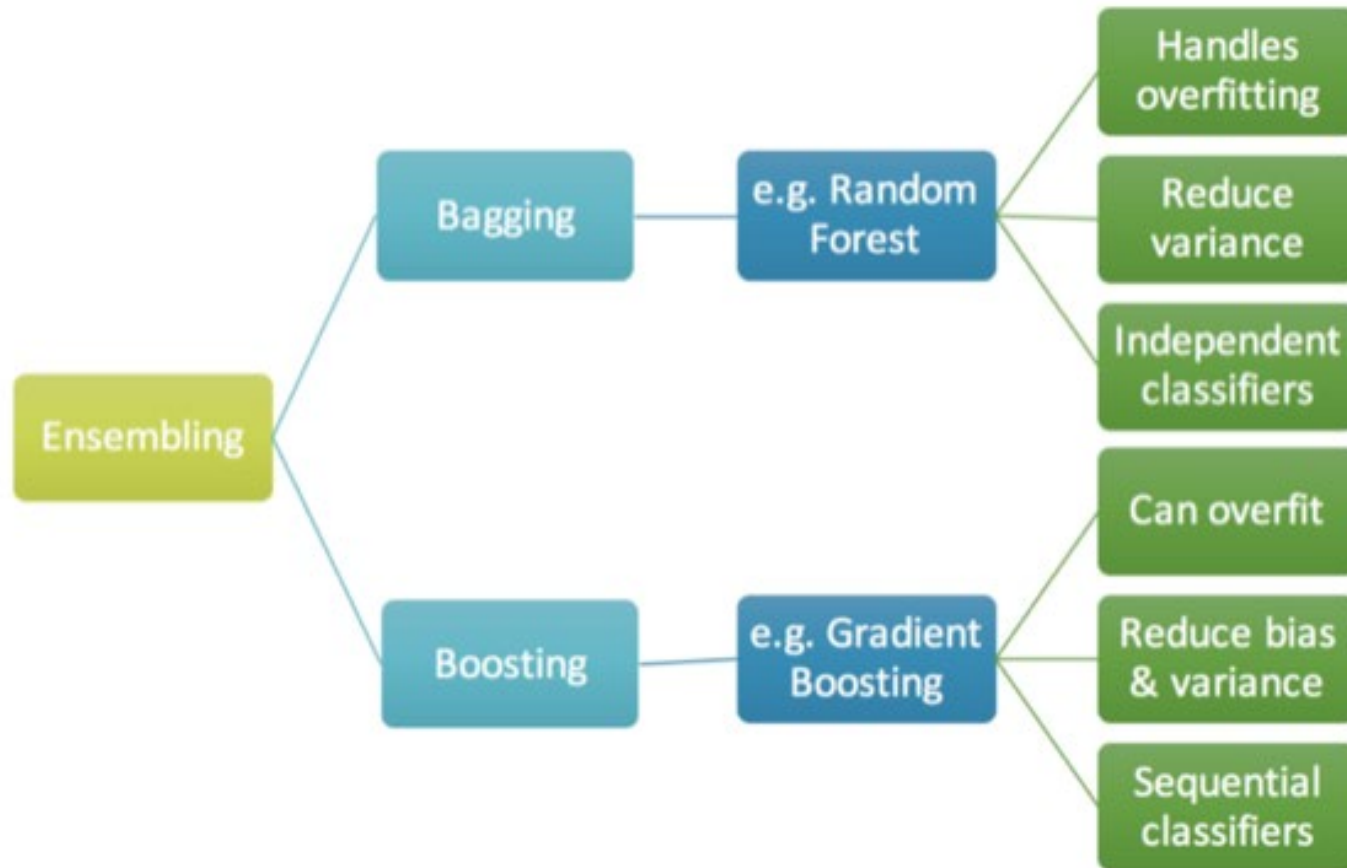 Handles
overfitting
Bagging
e.g. Random
Forest
Reduce
variance
Independent
classifiers
Ensembling
Can overfit
Boosting
e.g. Gradient
Boosting
Reduce bias
& variance
Sequential
classifiers